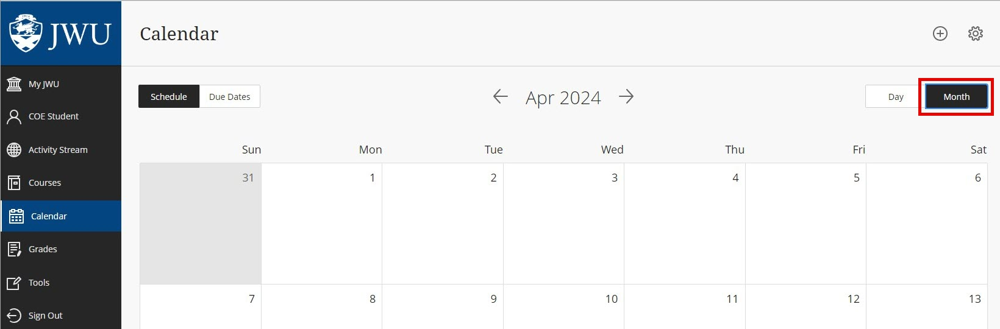 JWU
Calendar
My JWU
COE Student
Activity Stream
Courses
Calendar
Grades
Tools
Sign Out
Schedule Due Dates
Apr 2024
Day Month
Sun Mon Tue Wed Thu Fri Sat
31 1 2 3 4 5 6
7 8 9 10 11 12 13